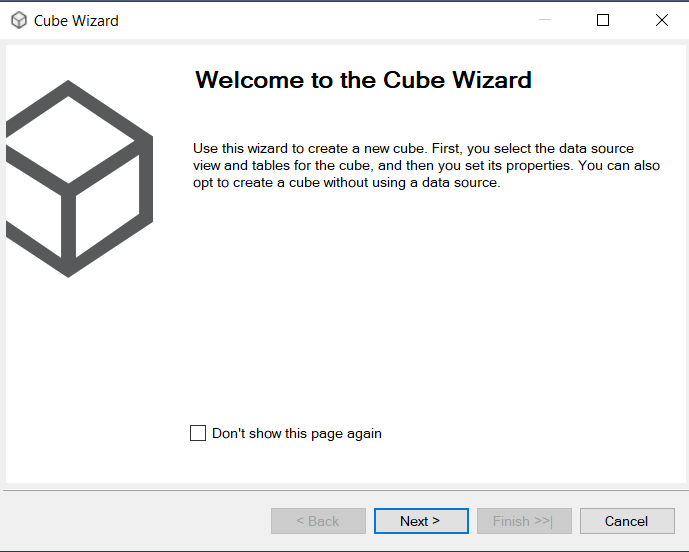 Cube Wizard
Welcome to the Cube Wizard
Use this wizard to create a new cube. First, you select the data source
view and tables for the cube, and then you set its properties. You can also
opt to create a cube without using a data source.
Don't show this page again
< Back
Next >
Finish >>|
Cancel